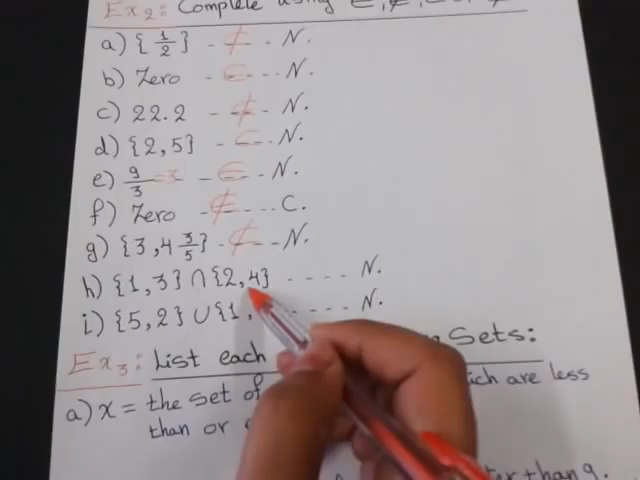 Ex2: Complete using ∈, ∉, ⊂, ⊄
a) {1/2} - ⊄ - - N.
b) Zero - ∈ - - - N.
c) 22.2 - ∉ - - N.
d) {2, 5} - ⊂ - - - N.
e) 9/3 = 3 - ∈ - - - N.
f) Zero - ∉ - - - C.
g) {3, 4 3/5} - ⊄ - - N.
h) {1, 3} ∩ {2, 4} - - - - N.
i) {5, 2} ∪ {1, - - - N.
Ex3: List each Sets:
a) X = the set of which are less
than or
than 9.